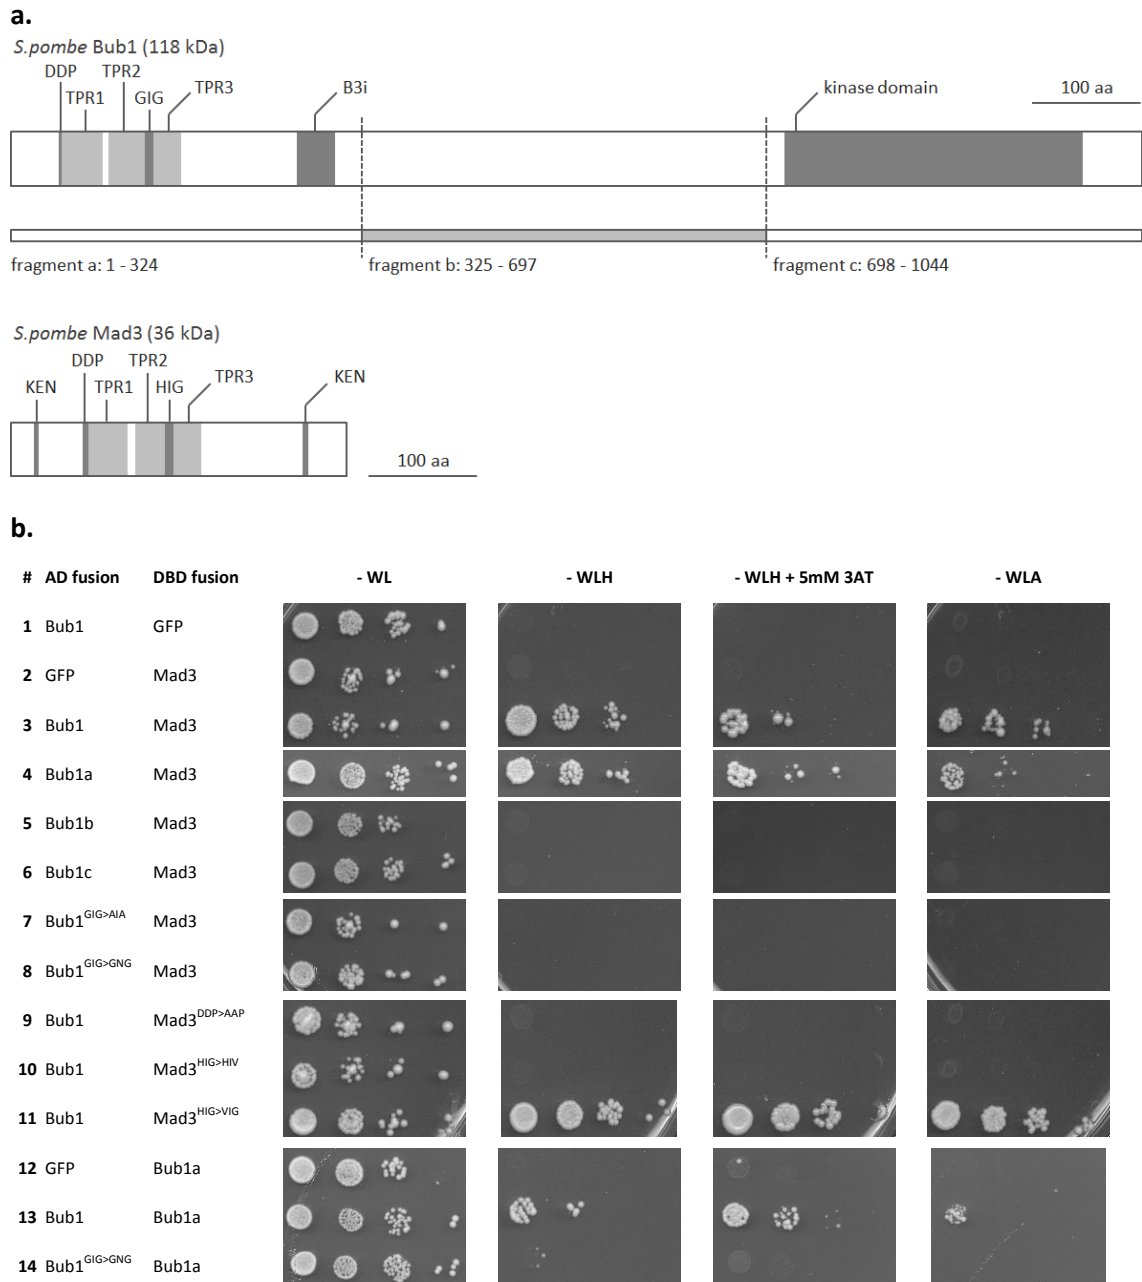 a.
S.pombe Bub1 (118 kDa)
DDP TPR2
TPR1 GIG TPR3 B3i kinase domain 100 aa
fragment a: 1 - 324 fragment b: 325 - 697 fragment c: 698 - 1044
S.pombe Mad3 (36 kDa)
DDP TPR2
KEN TPR1 HIG TPR3 KEN
100 aa
b.
# AD fusion DBD fusion - WL - WLH - WLH + 5mM 3AT - WLA
1 Bub1 GFP
2 GFP Mad3
3 Bub1 Mad3
4 Bub1a Mad3
5 Bub1b Mad3
6 Bub1c Mad3
7 Bub1GIG>AIA Mad3
8 Bub1GIG>GNG Mad3
9 Bub1 Mad3DDP>AAP
10 Bub1 Mad3HIG>HIV
11 Bub1 Mad3HIG>VIG
12 GFP Bub1a
13 Bub1 Bub1a
14 Bub1GIG>GNG Bub1a